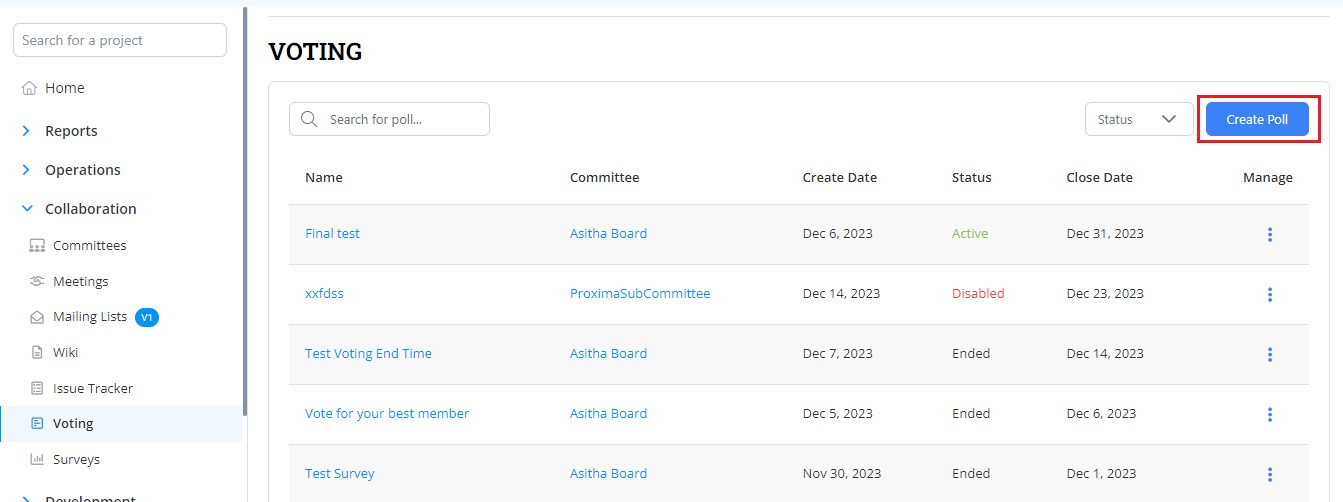 Search for a project
Home
Reports
Operations
Collaboration
Committees
Meetings
Mailing Lists V1
Wiki
Issue Tracker
Voting
Surveys
Development
VOTING
Search for poll...
Status
Create Poll
Name Committee Create Date Status Close Date Manage
Final test Asitha Board Dec 6, 2023 Active Dec 31, 2023
xxfdss ProximaSubCommittee Dec 14, 2023 Disabled Dec 23, 2023
Test Voting End Time Asitha Board Dec 7, 2023 Ended Dec 14, 2023
Vote for your best member Asitha Board Dec 5, 2023 Ended Dec 6, 2023
Test Survey Asitha Board Nov 30, 2023 Ended Dec 1, 2023